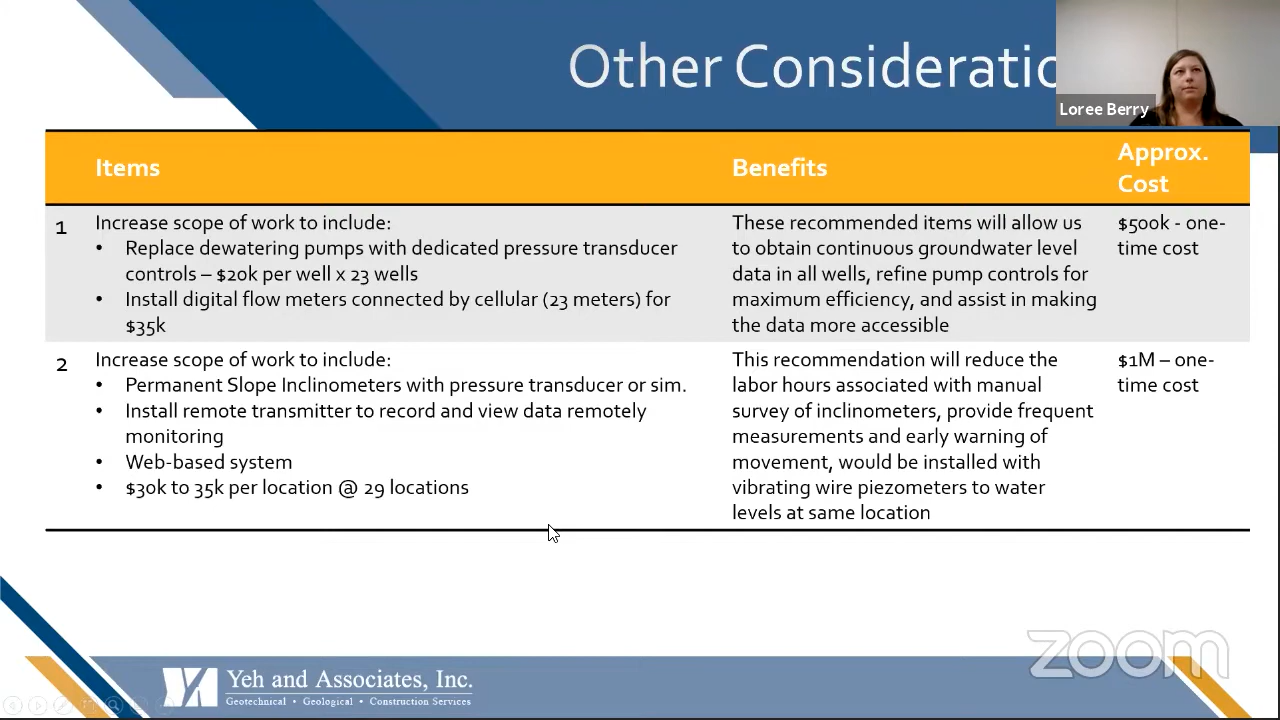 Other Consideratio
Loree Berry
Items
Benefits
Approx.
Cost
1
Increase scope of work to include:
• Replace dewatering pumps with dedicated pressure transducer
controls – $20k per well x 23 wells
• Install digital flow meters connected by cellular (23 meters) for
$35k
These recommended items will allow us
to obtain continuous groundwater level
data in all wells, refine pump controls for
maximum efficiency, and assist in making
the data more accessible
$500k - one-
time cost
2
Increase scope of work to include:
• Permanent Slope Inclinometers with pressure transducer or sim.
• Install remote transmitter to record and view data remotely
monitoring
• Web-based system
• $30k to 35k per location @ 29 locations
This recommendation will reduce the
labor hours associated with manual
survey of inclinometers, provide frequent
measurements and early warning of
movement, would be installed with
vibrating wire piezometers to water
levels at same location
$1M – one-
time cost
zoom
Yeh and Associates, Inc.
Geotechnical • Geological • Construction Services